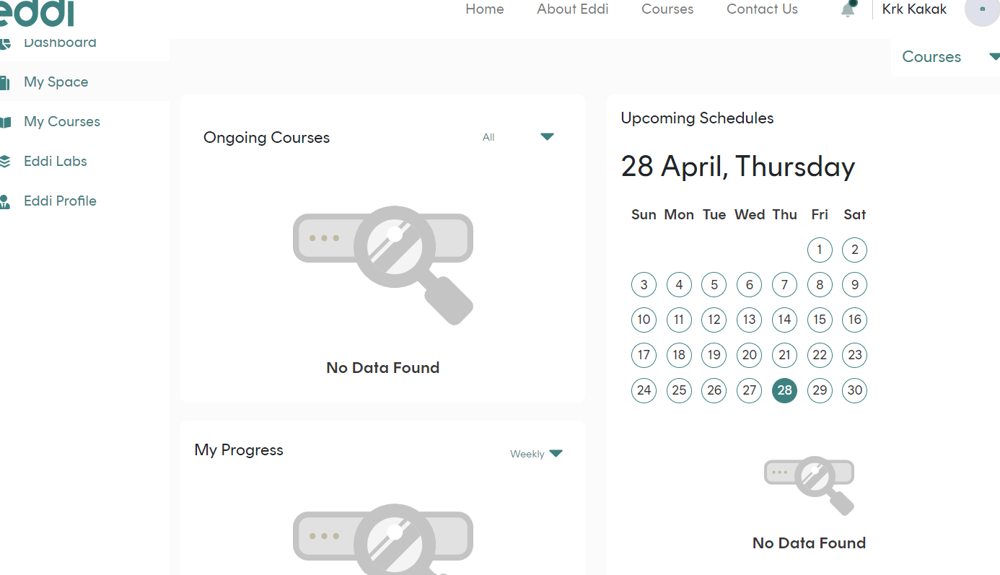 eddi
Home About Eddi Courses Contact Us Krk Kakak
Dashboard
My Space
My Courses
Eddi Labs
Eddi Profile
Courses
Ongoing Courses
All
No Data Found
My Progress
Weekly
Upcoming Schedules
28 April, Thursday
Sun Mon Tue Wed Thu Fri Sat
1 2
3 4 5 6 7 8 9
10 11 12 13 14 15 16
17 18 19 20 21 22 23
24 25 26 27 28 29 30
No Data Found